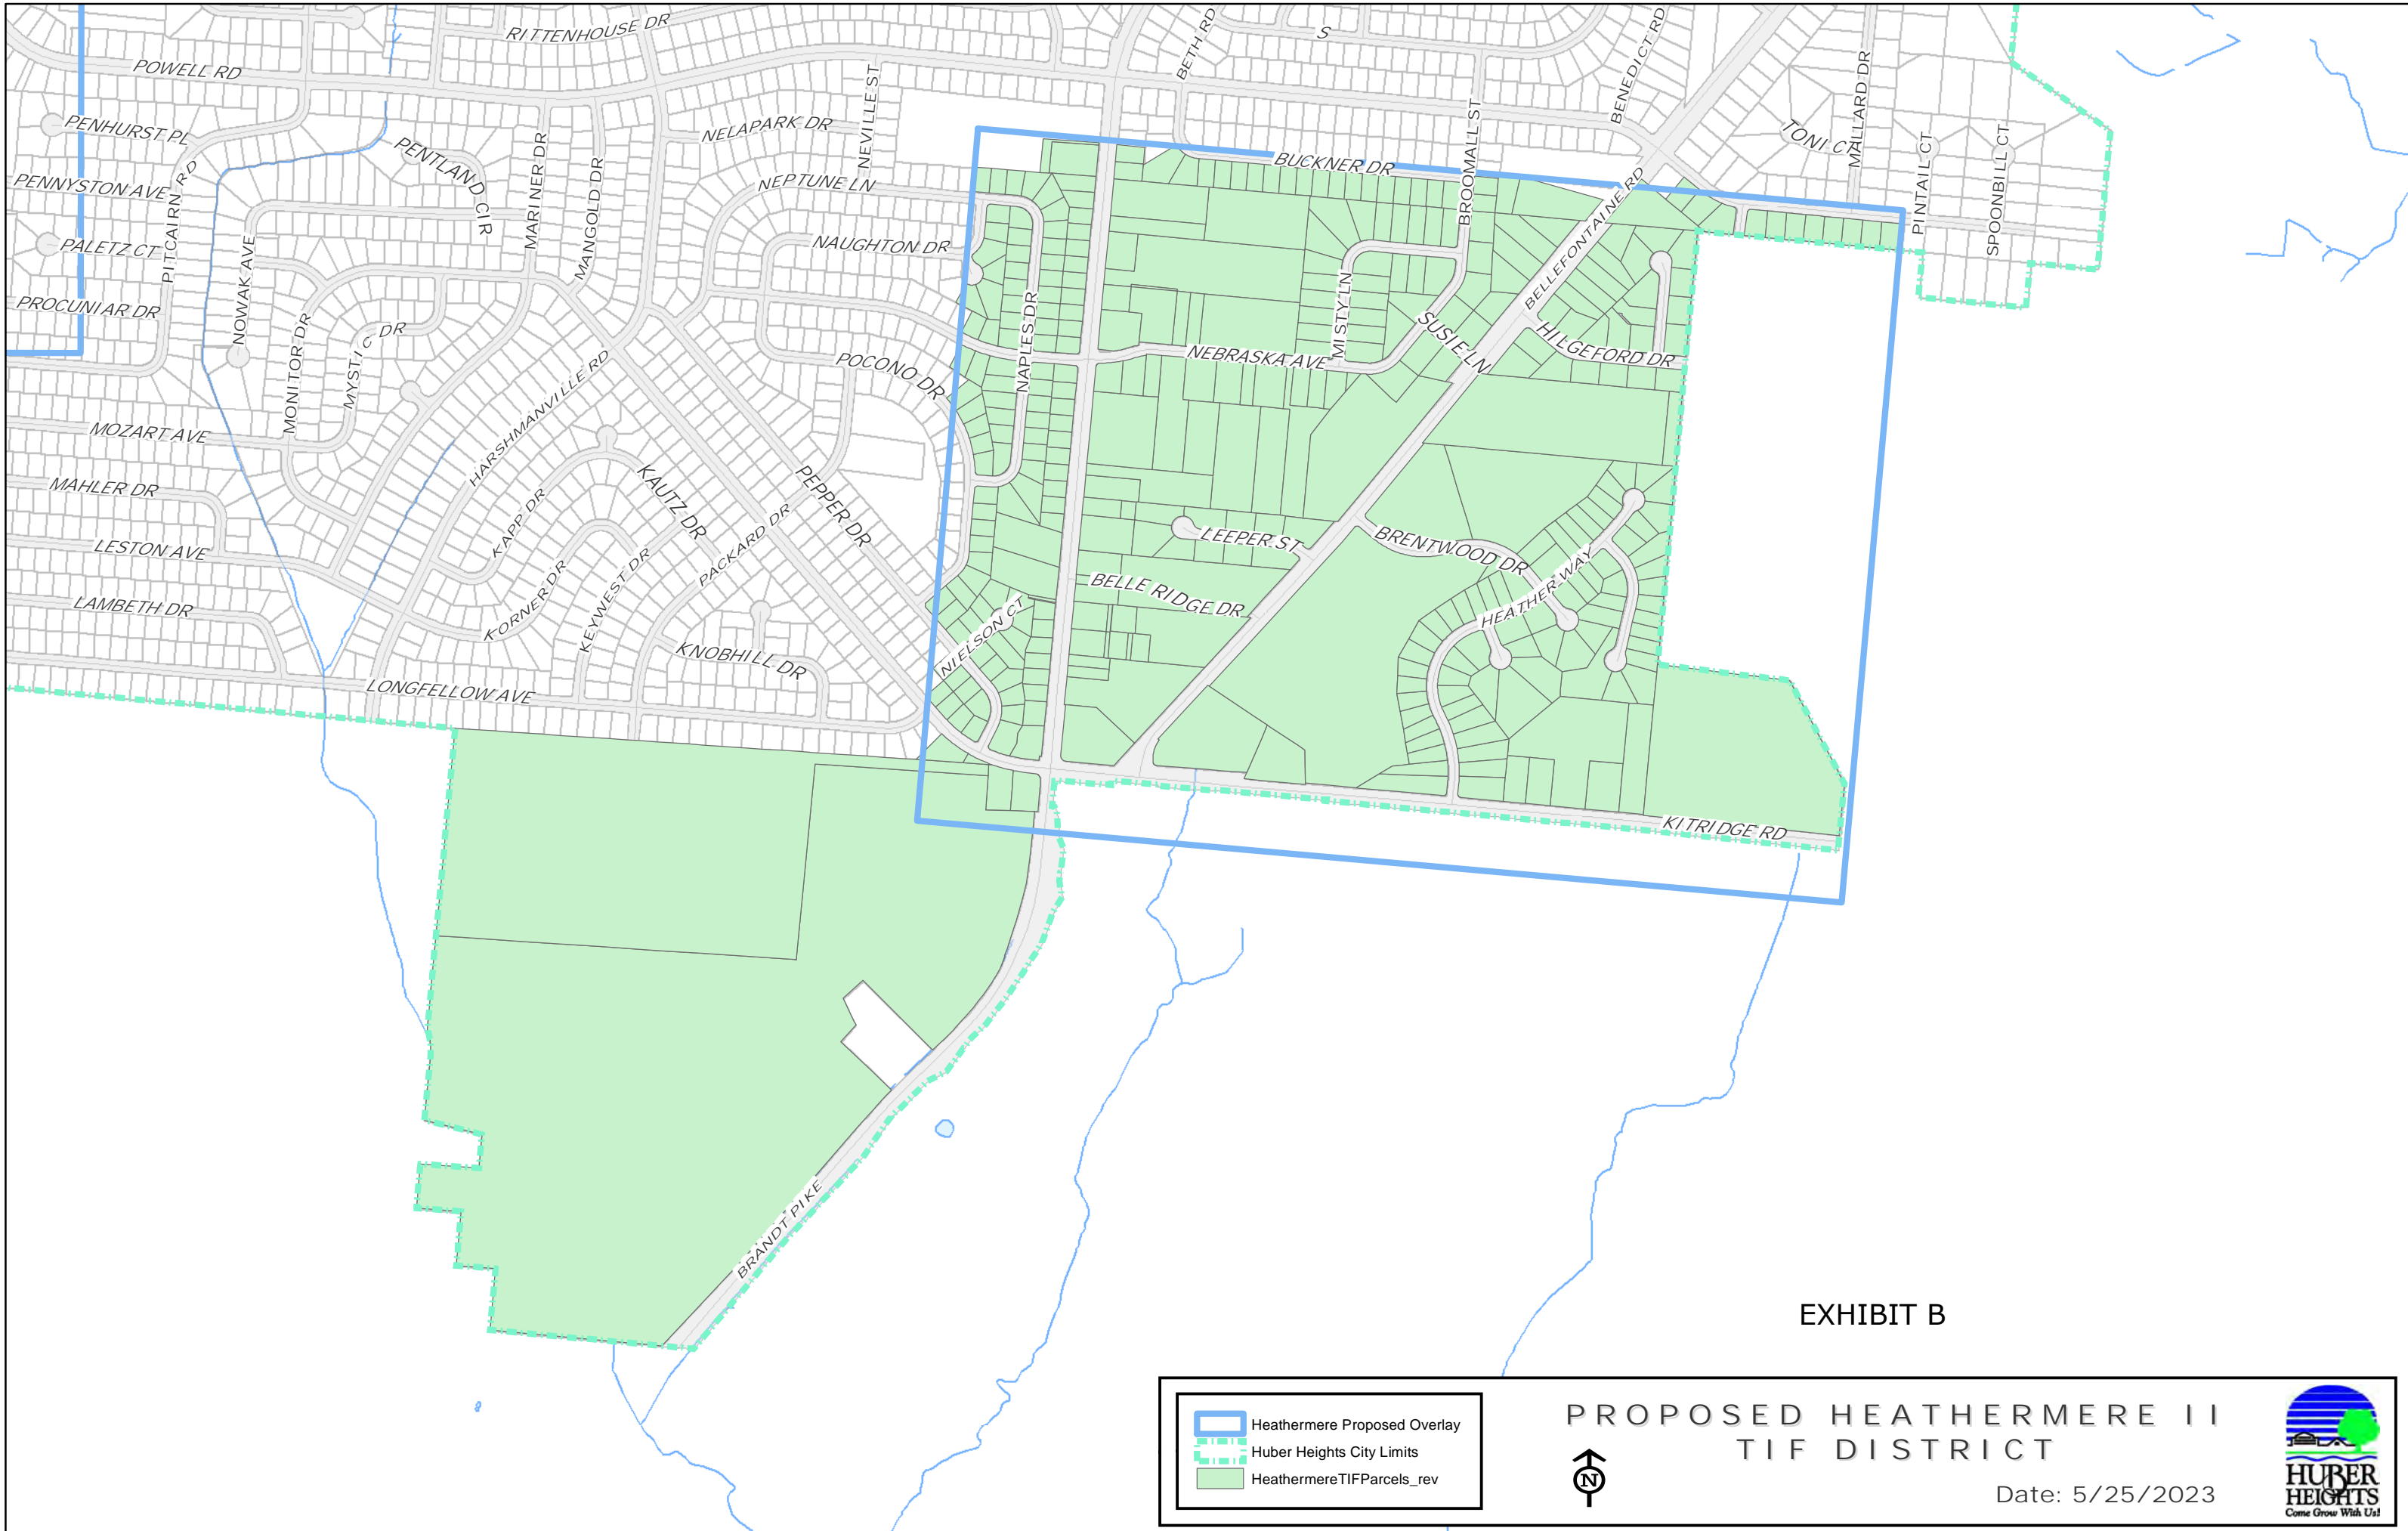 RITTENHOUSE DR
S
BETH RD
BENEDICT RD
POWELL RD
NEVILLE ST
MALLARD DR
PENHURST PL
PENTLAND CIR
MARINER DR
NELAPARK DR
BROOMALL ST
TONI CT
PINTAIL CT
SPOONBILL CT
PENNYSTON AVE
PITCAIRN RD
MANGOLD DR
NEPTUNE LN
BUCKNER DR
PALETZ CT
NOWAK AVE
NAUGHTON DR
BELLEFONTAINE RD
PROCUNIAR DR
MONITOR DR
MYSTIC DR
NAPLES DR
MISTY LN
SUSIE LN
HILGEFORD DR
HARSHMANVILLE RD
POCONO DR
NEBRASKA AVE
MOZART AVE
MAHLER DR
KAPP DR
KAUTZ DR
PEPPER DR
LESTON AVE
KEYWEST DR
PACKARD DR
LEEPER ST
BRENTWOOD DR
LAMBETH DR
KORNER DR
BELLE RIDGE DR
HEATHER WAY
KNOBHILL DR
NIELSON CT
LONGFELLOW AVE
KITRIDGE RD
BRANDT PIKE
EXHIBIT B
Heathermere Proposed Overlay
Huber Heights City Limits
HeathermereTIFParcels_rev
PROPOSED HEATHERMERE II
TIF DISTRICT
N
Date: 5/25/2023
HUBER
HEIGHTS
Come Grow With Us!